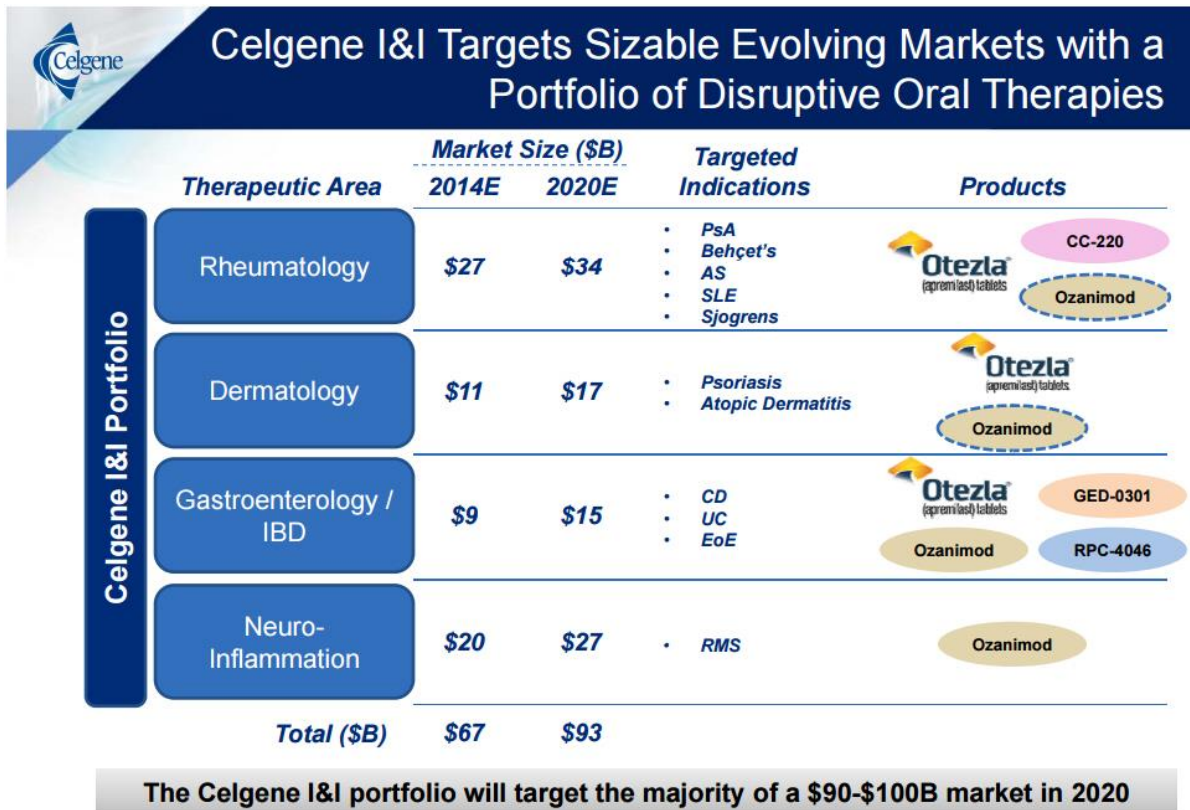 Celgene
Celgene I&I Targets Sizable Evolving Markets with a
Portfolio of Disruptive Oral Therapies
Market Size ($B)
Therapeutic Area
2014E
2020E
Targeted
Indications
Products
Celgene I&I Portfolio
Rheumatology
$27
$34
• PsA
• Behçet's
• AS
• SLE
• Sjogrens
Otezla®
(apremilast) tablets
CC-220
Ozanimod
Dermatology
$11
$17
• Psoriasis
• Atopic Dermatitis
Otezla®
(apremilast) tablets
Ozanimod
Gastroenterology /
IBD
$9
$15
• CD
• UC
• EoE
Otezla®
(apremilast) tablets
GED-0301
Ozanimod
RPC-4046
Neuro-
Inflammation
$20
$27
• RMS
Ozanimod
Total ($B)
$67
$93
The Celgene I&I portfolio will target the majority of a $90-$100B market in 2020